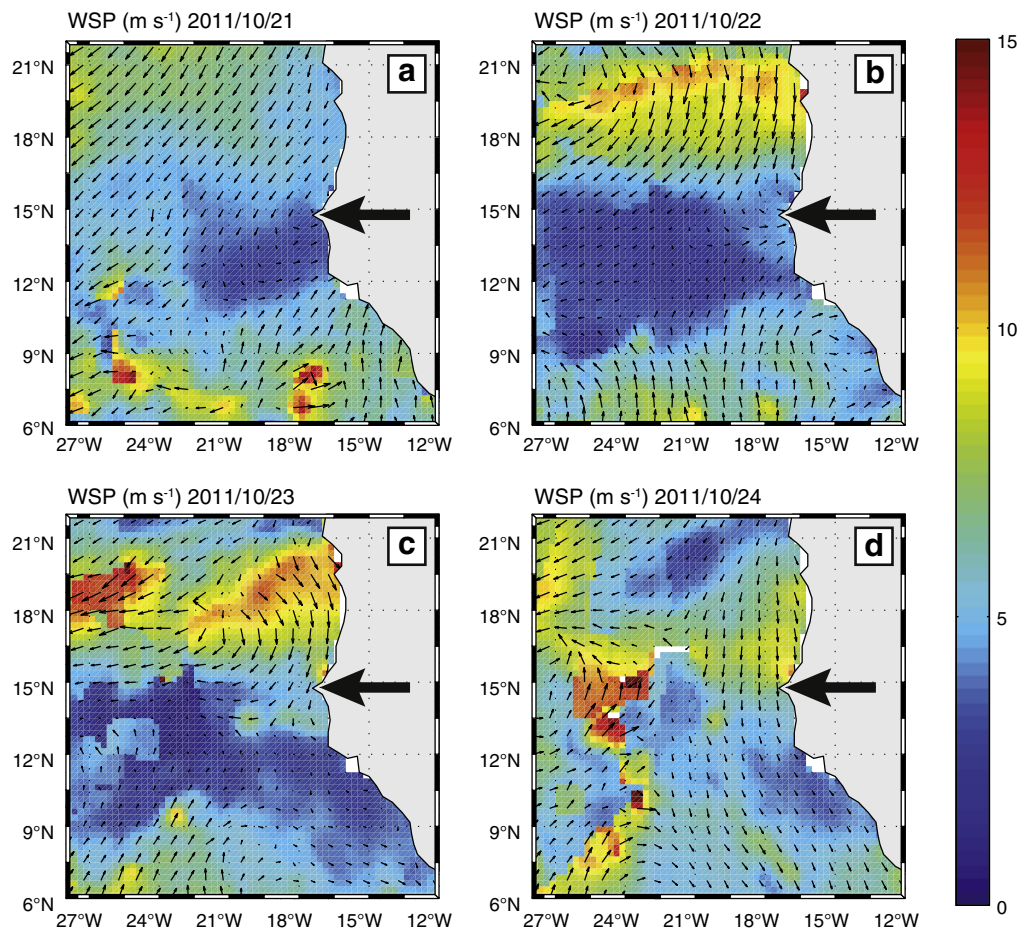 WSP (m s⁻¹) 2011/10/21
WSP (m s⁻¹) 2011/10/22
a
b
21°N
18°N
15°N
12°N
9°N
6°N
27°W 24°W 21°W 18°W 15°W 12°W
21°N
18°N
15°N
12°N
9°N
6°N
27°W 24°W 21°W 18°W 15°W 12°W
WSP (m s⁻¹) 2011/10/23
WSP (m s⁻¹) 2011/10/24
c
d
21°N
18°N
15°N
12°N
9°N
6°N
27°W 24°W 21°W 18°W 15°W 12°W
21°N
18°N
15°N
12°N
9°N
6°N
27°W 24°W 21°W 18°W 15°W 12°W
15
10
5
0